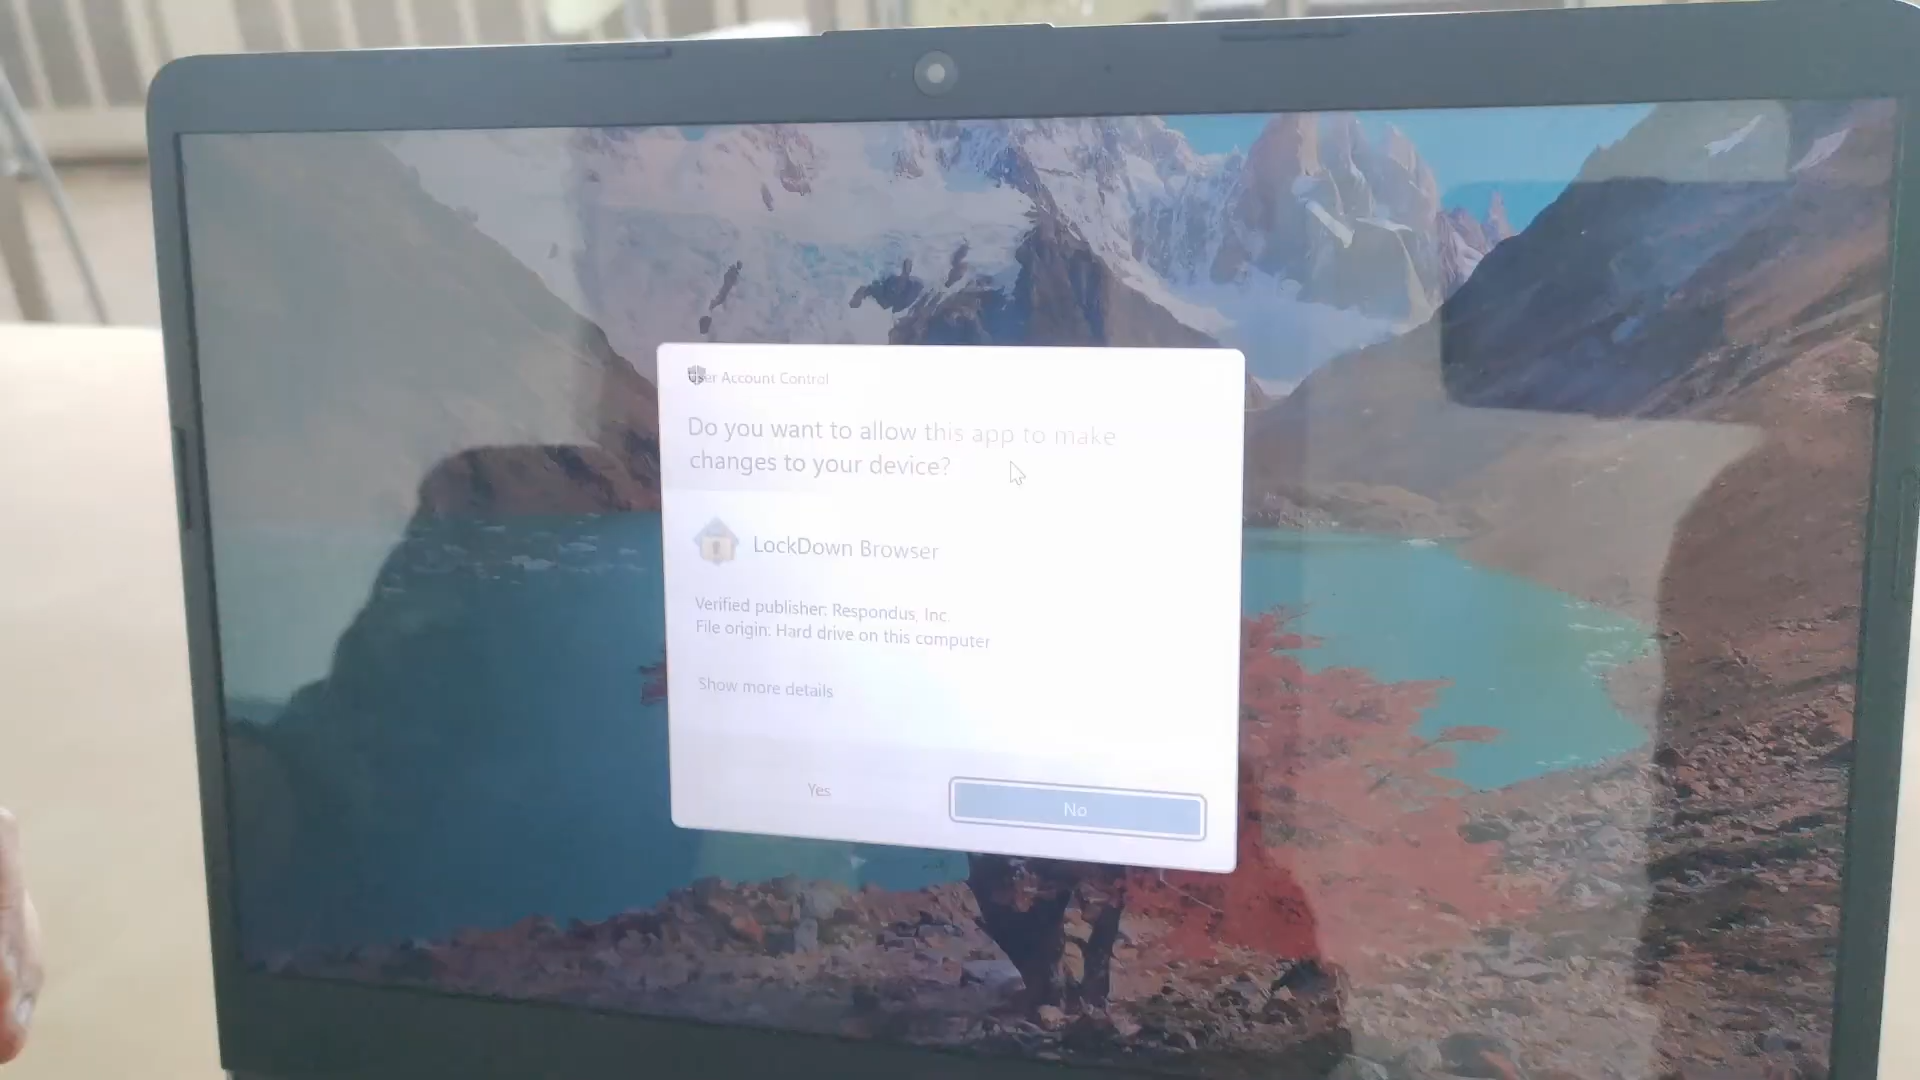 User Account Control
Do you want to allow this app to make
changes to your device?
LockDown Browser
Verified publisher: Respondus, Inc.
File origin: Hard drive on this computer
Show more details
Yes
No